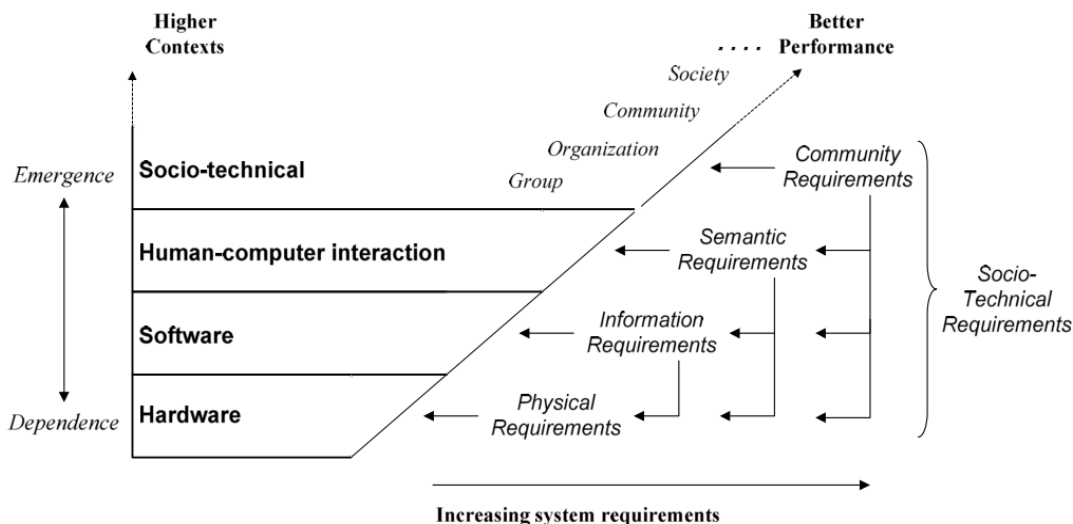 Higher
Contexts
Better
Performance
....
Society
Community
Organization
Group
Emergence
Dependence
Socio-technical
Human-computer interaction
Software
Hardware
Community
Requirements
Semantic
Requirements
Information
Requirements
Physical
Requirements
Socio-
Technical
Requirements
Increasing system requirements